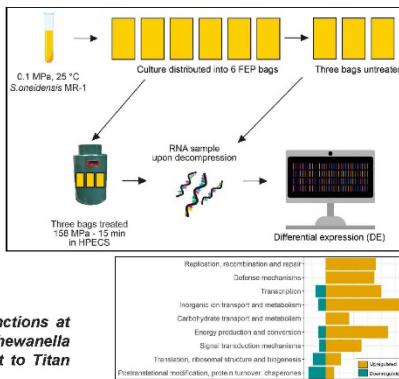 0.1 MPa, 25 °C
S.oneidensis MR-1
Culture distributed into 6 FEP bags
Three bags untreated
RNA sample
upon decompression
Three bags treated
158 MPa - 15 min
in HPECS
Differential expression (DE)
Replication, recombination and repair
Defense mechanisms
Transcription
Inorganic ion transport and metabolism
Carbohydrate transport and metabolism
Energy production and conversion
Signal transduction mechanisms
Translation, ribosomal structure and biogenesis
Postranslational modification, protein turnover, chaperones
Upregulated
nctions at
hewanella
t to Titan